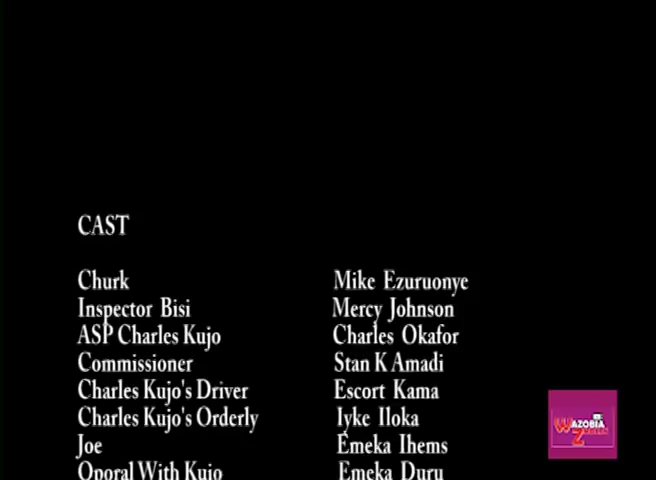 CAST
Churk Mike Ezuruonye
Inspector Bisi Mercy Johnson
ASP Charles Kujo Charles Okafor
Commissioner Stan K Amadi
Charles Kujo's Driver Escort Kama
Charles Kujo's Orderly Iyke Iloka
Joe Emeka Ihems
Oporal With Kujo Emeka Duru
WAZOBIA